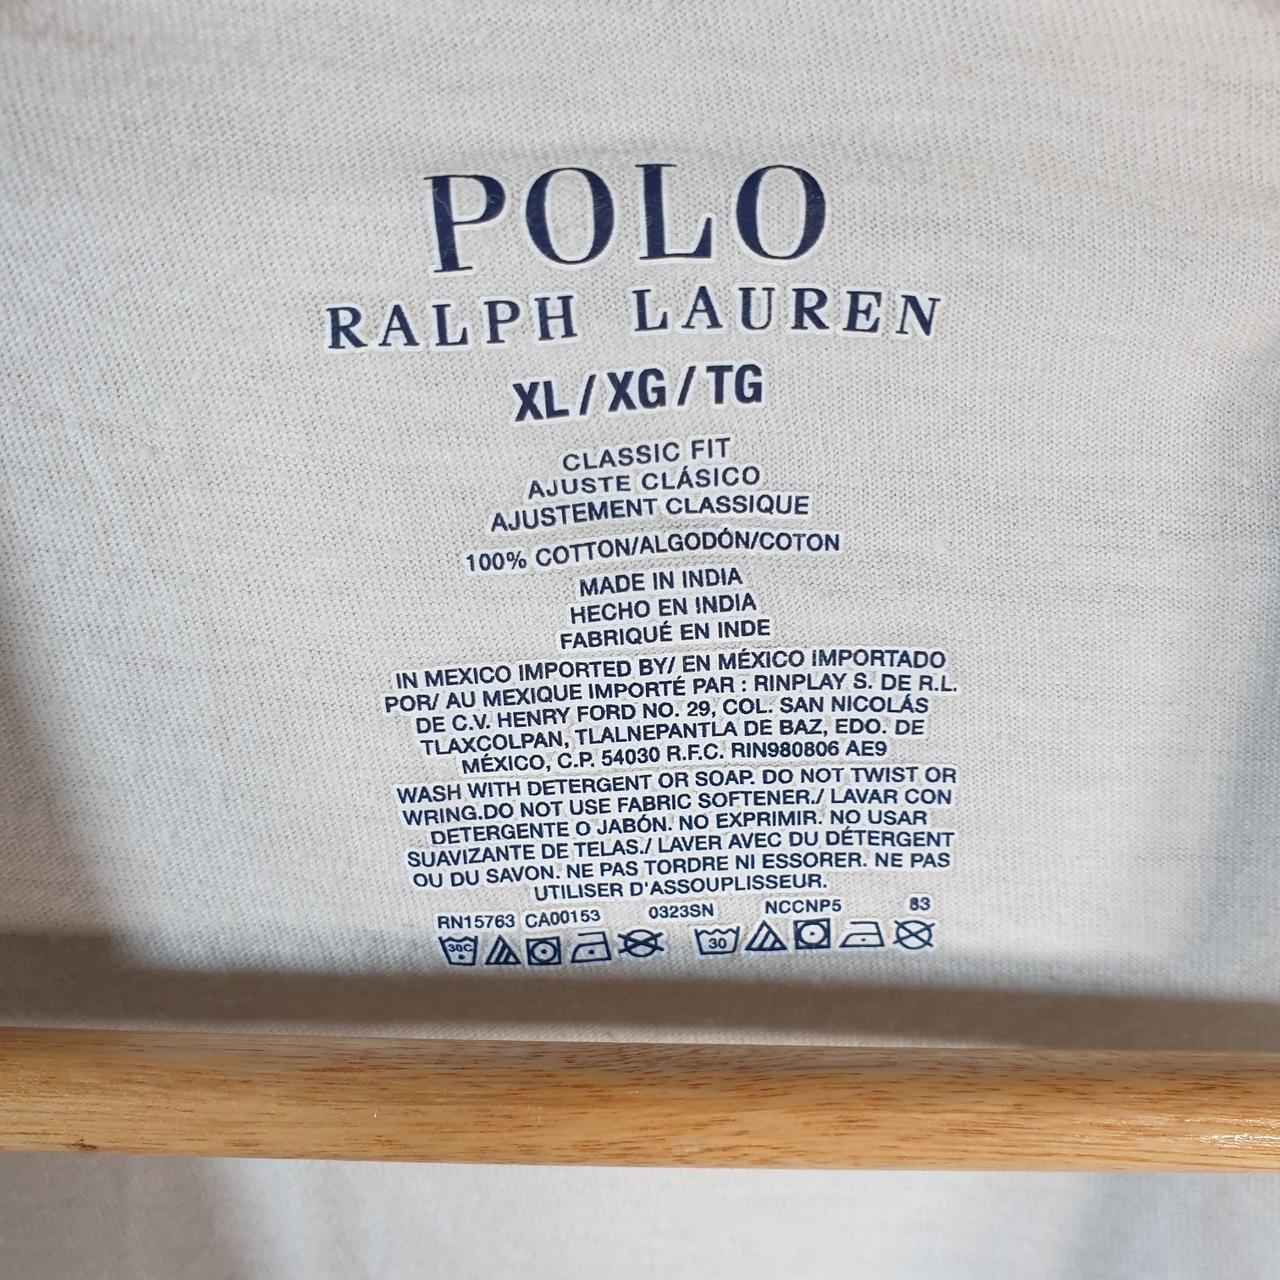 POLO
RALPH LAUREN
XL/XG/TG
CLASSIC FIT
AJUSTE CLÁSICO
AJUSTEMENT CLASSIQUE
100% COTTON/ALGODÓN/COTON
MADE IN INDIA
HECHO EN INDIA
FABRIQUÉ EN INDE
IN MEXICO IMPORTED BY/ EN MÉXICO IMPORTADO
POR/ AU MEXIQUE IMPORTÉ PAR : RINPLAY S. DE R.L.
DE C.V. HENRY FORD NO. 29, COL. SAN NICOLÁS
TLAXCOLPAN, TLALNEPANTLA DE BAZ, EDO. DE
MÉXICO, C.P. 54030 R.F.C. RIN980806 AE9
WASH WITH DETERGENT OR SOAP. DO NOT TWIST OR
WRING.DO NOT USE FABRIC SOFTENER./ LAVAR CON
DETERGENTE O JABÓN. NO EXPRIMIR. NO USAR
SUAVIZANTE DE TELAS./ LAVER AVEC DU DÉTERGENT
OU DU SAVON. NE PAS TORDRE NI ESSORER. NE PAS
UTILISER D'ASSOUPLISSEUR.
RN15763 CA00153 0323SN NCCNP5 83
30C 30